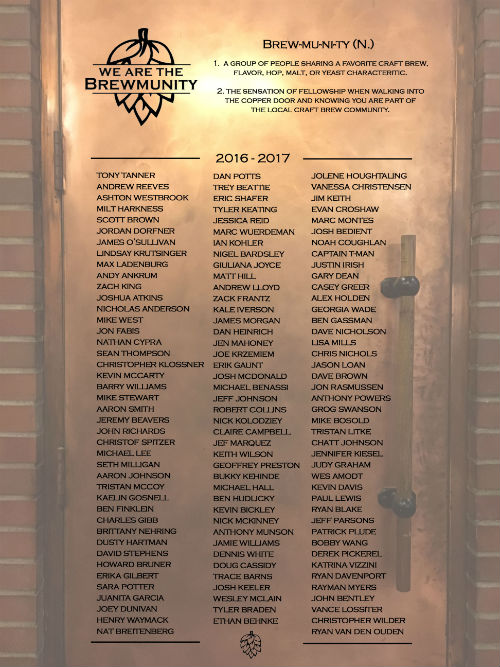 WE ARE THE
BREWMUNITY
BREW-MU-NI-TY (N.)
1. A GROUP OF PEOPLE SHARING A FAVORITE CRAFT BREW,
FLAVOR, HOP, MALT, OR YEAST CHARACTERITIC.
2. THE SENSATION OF FELLOWSHIP WHEN WALKING INTO
THE COPPER DOOR AND KNOWING YOU ARE PART OF
THE LOCAL CRAFT BREW COMMUNITY.
2016 - 2017
TONY TANNER
ANDREW REEVES
ASHTON WESTBROOK
MILT HARKNESS
SCOTT BROWN
JORDAN DORFNER
JAMES O'SULLIVAN
LINDSAY KRUTSINGER
MAX LADENBURG
ANDY ANKRUM
ZACH KING
JOSHUA ATKINS
NICHOLAS ANDERSON
MIKE WEST
JON FABIS
NATHAN CYPRA
SEAN THOMPSON
CHRISTOPHER KLOSSNER
KEVIN MCCARTY
BARRY WILLIAMS
MIKE STEWART
AARON SMITH
JEREMY BEAVERS
JOHN RICHARDS
CHRISTOF SPITZER
MICHAEL LEE
SETH MILLIGAN
AARON JOHNSON
TRISTAN MCCOY
KAELIN GOSNELL
BEN FINKLEIN
CHARLES GIBB
BRITTANY NEHRING
DUSTY HARTMAN
DAVID STEPHENS
HOWARD BRUNER
ERIKA GILBERT
SARA POTTER
JUANITA GARCIA
JOEY DUNIVAN
HENRY WAYMACK
NAT BREITENBERG
DAN POTTS
TREY BEATTIE
ERIC SHAFER
TYLER KEATING
JESSICA REID
MARC WUERDEMAN
IAN KOHLER
NIGEL BARDSLEY
GIULIANA JOYCE
MATT HILL
ANDREW LLOYD
ZACK FRANTZ
KALE IVERSON
JAMES MORGAN
DAN HEINRICH
JEN MAHONEY
JOE KRZEMIEM
ERIK GAUNT
JOSH MCDONALD
MICHAEL BENASSI
JEFF JOHNSON
ROBERT COLLINS
NICK KOLODZIEY
CLAIRE CAMPBELL
JEF MARQUEZ
KEITH WILSON
GEOFFREY PRESTON
BUKKY KEHINDE
MICHAEL HALL
BEN HUDUCKY
KEVIN BICKLEY
NICK MCKINNEY
ANTHONY MUNSON
JAMIE WILLIAMS
DENNIS WHITE
DOUG CASSIDY
TRACE BARNS
JOSH KEELER
WESLEY MCLAIN
TYLER BRADEN
ETHAN BEHNKE
JOLENE HOUGHTALING
VANESSA CHRISTENSEN
JIM KEITH
EVAN CROSHAW
MARC MONTES
JOSH BEDIENT
NOAH COUGHLAN
CAPTAIN T-MAN
JUSTIN IRISH
GARY DEAN
CASEY GREER
ALEX HOLDEN
GEORGIA WADE
BEN GASSMAN
DAVE NICHOLSON
LISA MILLS
CHRIS NICHOLS
JASON LOAN
DAVE BROWN
JON RASMUSSEN
ANTHONY POWERS
GROG SWANSON
MIKE BOSOLD
TRISTAN LITKE
CHATT JOHNSON
JENNIFER KIESEL
JUDY GRAHAM
WES AMODT
KEVIN DAVIS
PAUL LEWIS
RYAN BLAKE
JEFF PARSONS
PATRICK PLUDE
BOBBY WANG
DEREK PICKEREL
KATRINA VIZZINI
RYAN DAVENPORT
RAYMAN MYERS
JOHN BENTLEY
VANCE LOSSITER
CHRISTOPHER WILDER
RYAN VAN DEN OUDEN